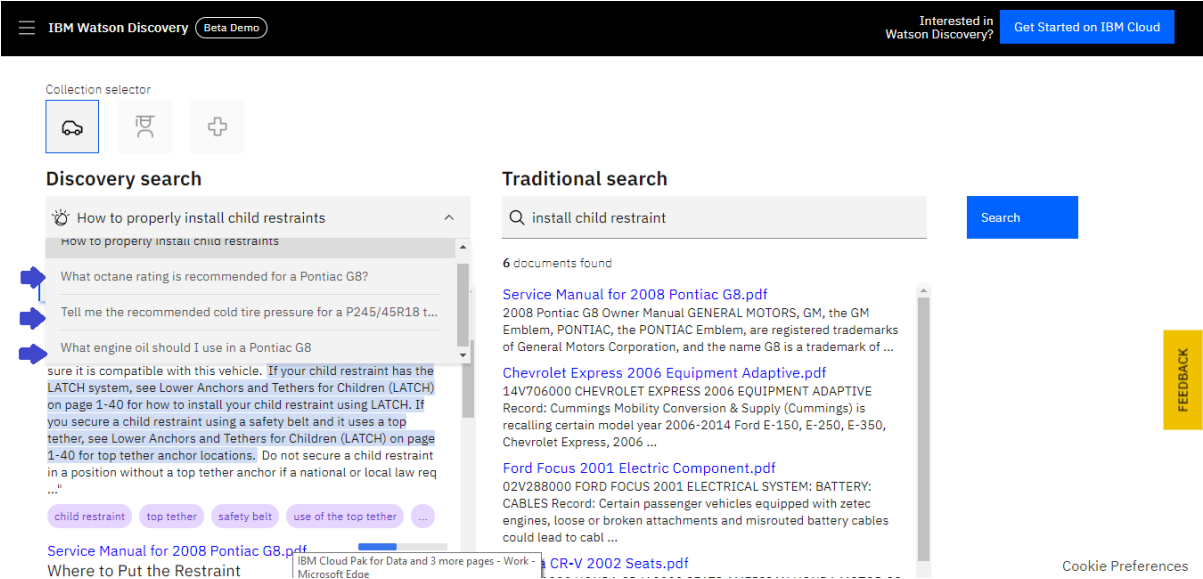 IBM Watson Discovery Beta Demo
Interested in
Watson Discovery?
Get Started on IBM Cloud
Collection selector
Discovery search
How to properly install child restraints
How to properly install child restraints
What octane rating is recommended for a Pontiac G8?
Tell me the recommended cold tire pressure for a P245/45R18 t...
What engine oil should I use in a Pontiac G8
sure it is compatible with this vehicle. If your child restraint has the
LATCH system, see Lower Anchors and Tethers for Children (LATCH)
on page 1-40 for how to install your child restraint using LATCH. If
you secure a child restraint using a safety belt and it uses a top
tether, see Lower Anchors and Tethers for Children (LATCH) on page
1-40 for top tether anchor locations. Do not secure a child restraint
in a position without a top tether anchor if a national or local law req
..."
child restraint top tether safety belt use of the top tether ...
Service Manual for 2008 Pontiac G8.pdf
Where to Put the Restraint
IBM Cloud Pak for Data and 3 more pages - Work -
Microsoft Edge
Traditional search
install child restraint
Search
6 documents found
Service Manual for 2008 Pontiac G8.pdf
2008 Pontiac G8 Owner Manual GENERAL MOTORS, GM, the GM
Emblem, PONTIAC, the PONTIAC Emblem, are registered trademarks
of General Motors Corporation, and the name G8 is a trademark of ...
Chevrolet Express 2006 Equipment Adaptive.pdf
14V706000 CHEVROLET EXPRESS 2006 EQUIPMENT ADAPTIVE
Record: Cummings Mobility Conversion & Supply (Cummings) is
recalling certain model year 2006-2014 Ford E-150, E-250, E-350,
Chevrolet Express, 2006 ...
Ford Focus 2001 Electric Component.pdf
02V288000 FORD FOCUS 2001 ELECTRICAL SYSTEM: BATTERY:
CABLES Record: Certain passenger vehicles equipped with zetec
engines, loose or broken attachments and misrouted battery cables
could lead to cabl ...
CR-V 2002 Seats.pdf
FEEDBACK
Cookie Preferences